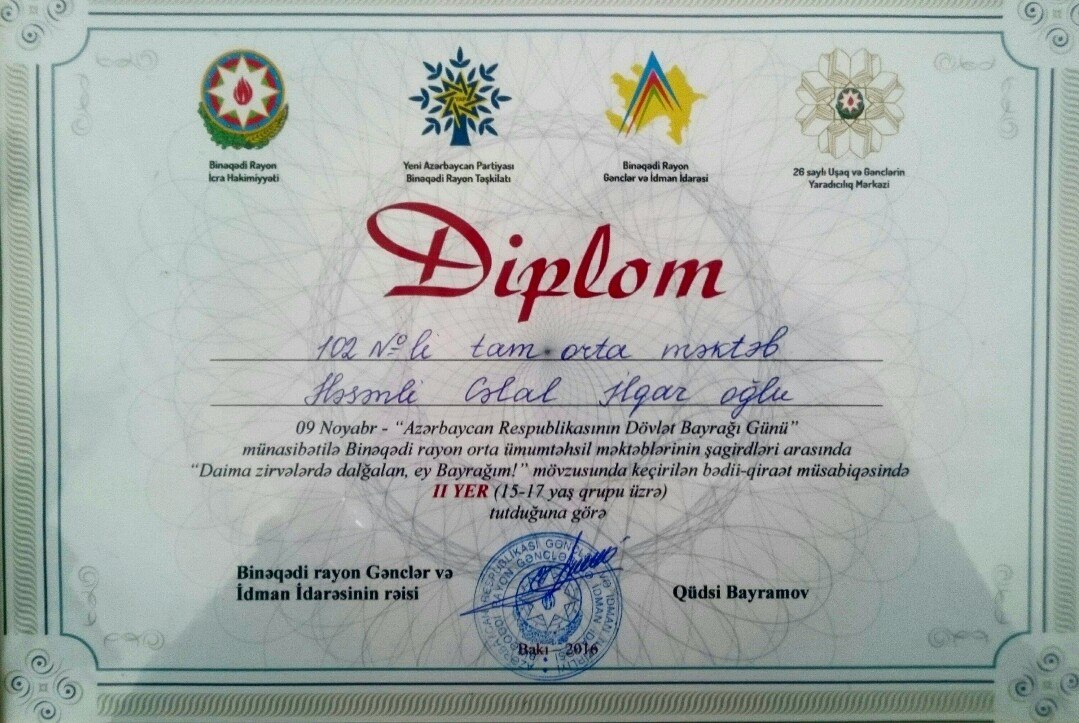 Binəqədi Rayon
İcra Hakimiyyəti
Yeni Azərbaycan Partiyası
Binəqədi Rayon Təşkilatı
Binəqədi Rayon
Gənclər və İdman İdarəsi
26 saylı Uşaq və Gənclərin
Yaradıcılıq Mərkəzi
Diplom
102 №li tam orta məktəb
Həsənli Cəlal İlqar oğlu
09 Noyabr - “Azərbaycan Respublikasının Dövlət Bayrağı Günü”
münasibətilə Binəqədi rayon orta ümumtəhsil məktəblərinin şagirdləri arasında
“Daima zirvələrdə dalğalan, ey Bayrağım!” mövzusunda keçirilən bədii-qiraət müsabiqəsində
II YER (15-17 yaş qrupu üzrə)
tutduğuna görə
Binəqədi rayon Gənclər və
İdman İdarəsinin rəisi
Qüdsi Bayramov
Bakı - 2016